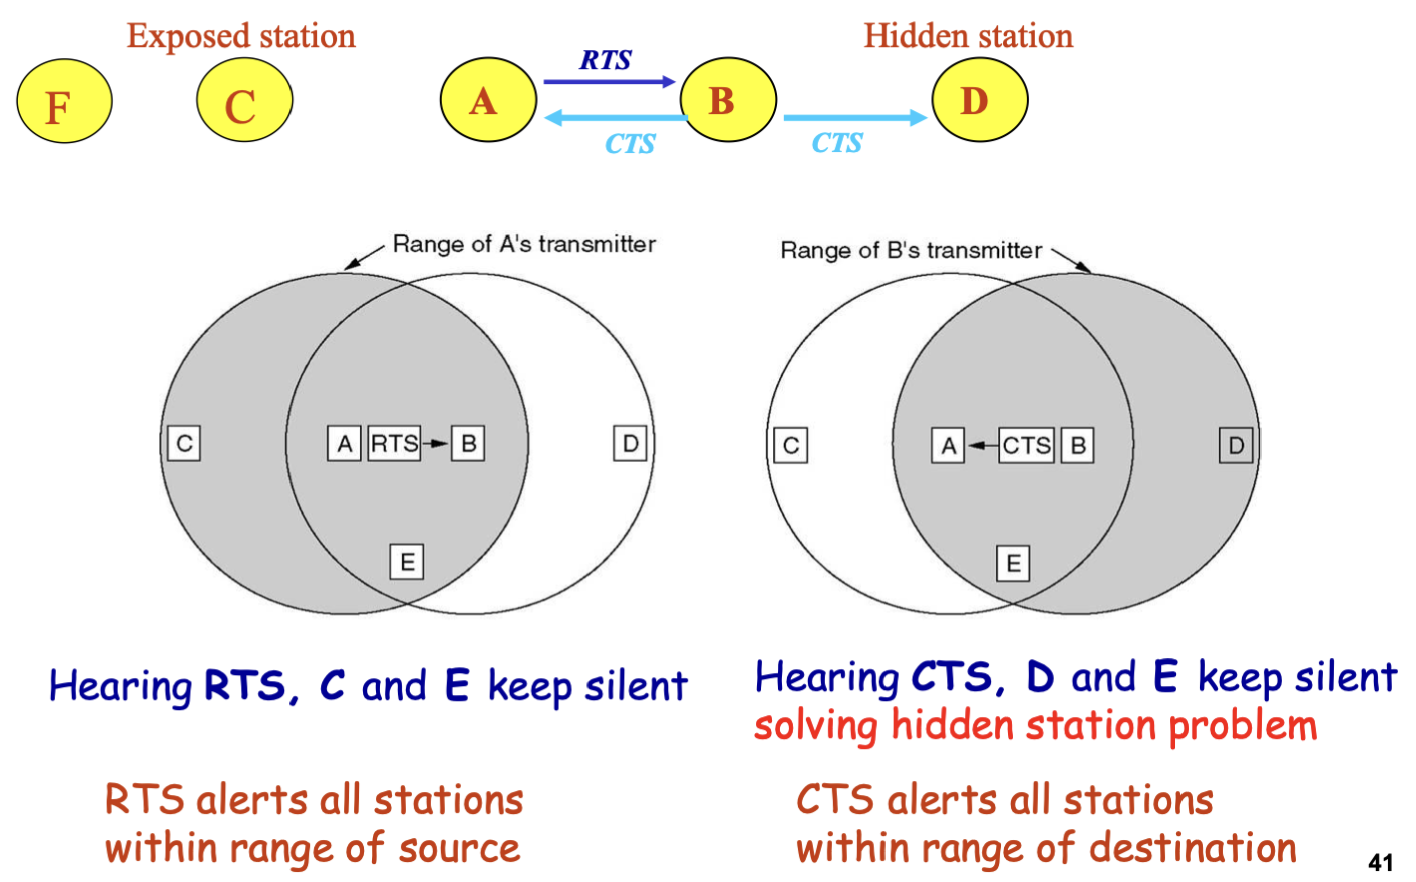 Exposed station
Hidden station
F
C
A
RTS
B
D
CTS
CTS
Range of A's transmitter
C
A
RTS
B
D
E
Range of B's transmitter
C
A
CTS
B
D
E
Hearing RTS, C and E keep silent
RTS alerts all stations
within range of source
Hearing CTS, D and E keep silent
solving hidden station problem
CTS alerts all stations
within range of destination
41